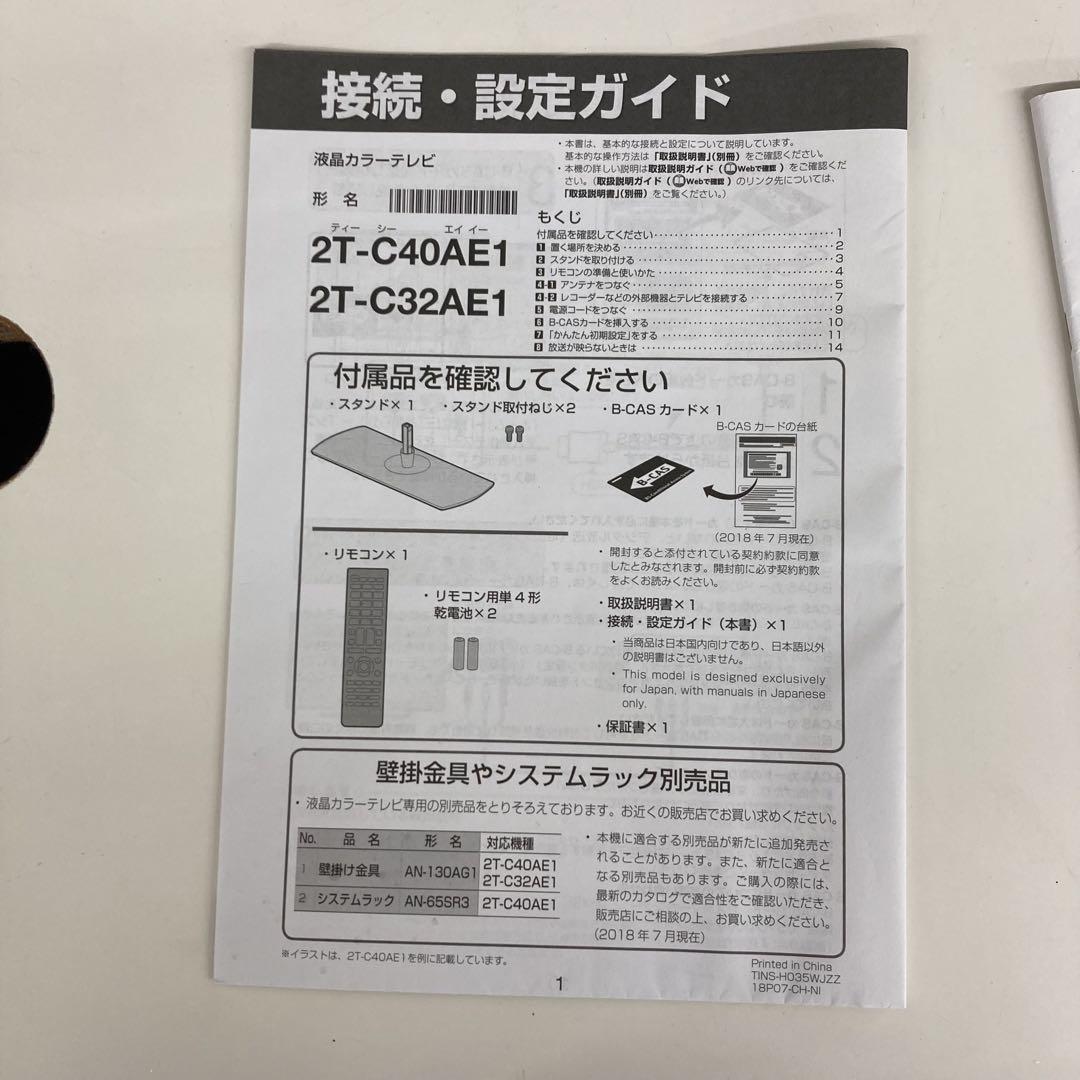 接続・設定ガイド
液晶カラーテレビ
形 名
ティー シー エイ イー
2T-C40AE1
2T-C32AE1
・本書は、基本的な接続と設定について説明しています。
基本的な操作方法は「取扱説明書」(別冊) をご確認ください。
・本機の詳しい説明は取扱説明ガイド (Webで確認) をご確認くだ
さい。(取扱説明ガイド (Webで確認) のリンク先については、
「取扱説明書」(別冊) をご覧ください。)
もくじ
付属品を確認してください 1
1 置く場所を決める 2
2 スタンドを取り付ける 3
3 リモコンの準備と使いかた 4
4-1 アンテナをつなぐ 5
4-2 レコーダーなどの外部機器とテレビを接続する 7
5 電源コードをつなぐ 9
6 B-CASカードを挿入する 10
7 「かんたん初期設定」をする 11
8 放送が映らないときは 14
付属品を確認してください
・スタンド×1 ・スタンド取付ねじ×2 ・B-CAS カード×1
B-CAS カードの台紙
B-CAS
(2018年7月現在)
・開封すると添付されている契約約款に同意
したとみなされます。開封前に必ず契約約款
をよくお読みください。
・リモコン×1
・リモコン用単4形
乾電池×2
・取扱説明書×1
・接続・設定ガイド（本書）×1
・当商品は日本国内向けであり、日本語以外
の説明書はございません。
・This model is designed exclusively
for Japan, with manuals in Japanese
only.
・保証書×1
壁掛金具やシステムラック別売品
・液晶カラーテレビ専用の別売品をとりそろえております。お近くの販売店でお買い求めください。
No. 品 名 形 名 対応機種
1 壁掛け金具 AN-130AG1 2T-C40AE1
2T-C32AE1
2 システムラック AN-65SR3 2T-C40AE1
・本機に適合する別売品が新たに追加発売さ
れることがあります。また、新たに適合と
なる別売品もあります。ご購入の際には、
最新のカタログで適合性をご確認いただき、
販売店にご相談の上、お買い求めください。
(2018年7月現在)
※イラストは、2T-C40AE1を例に記載しています。
1
Printed in China
TINS-H035WJZZ
18P07-CH-NI